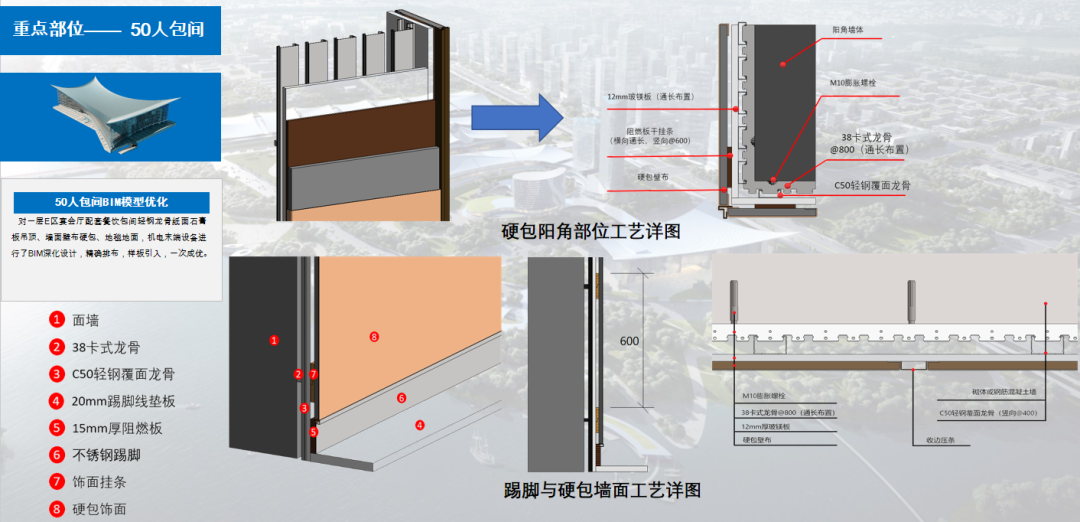 重点部位—— 50人包间
50人包间BIM模型优化
对一层E区宴会厅配套餐饮包间轻钢龙骨纸面石膏
板吊顶、墙面壁布硬包、地毯地面，机电末端设备进
行了BIM深化设计，精确排布，样板引入，一次成优。
1 面墙
2 38卡式龙骨
3 C50轻钢覆面龙骨
4 20mm踢脚线垫板
5 15mm厚阻燃板
6 不锈钢踢脚
7 饰面挂条
8 硬包饰面
阳角墙体
M10膨胀螺栓
12mm玻镁板（通长布置）
阻燃板干挂条
（横向通长，竖向@600）
38卡式龙骨
@800（通长布置）
硬包壁布
C50轻钢覆面龙骨
硬包阳角部位工艺详图
1
2
3
7
5
8
6
4
600
M10膨胀螺栓
38卡式龙骨@800（通长布置）
12mm厚玻镁板
硬包壁布
收边压条
砌体或钢筋混凝土墙
C50轻钢覆面龙骨（竖向@400）
踢脚与硬包墙面工艺详图